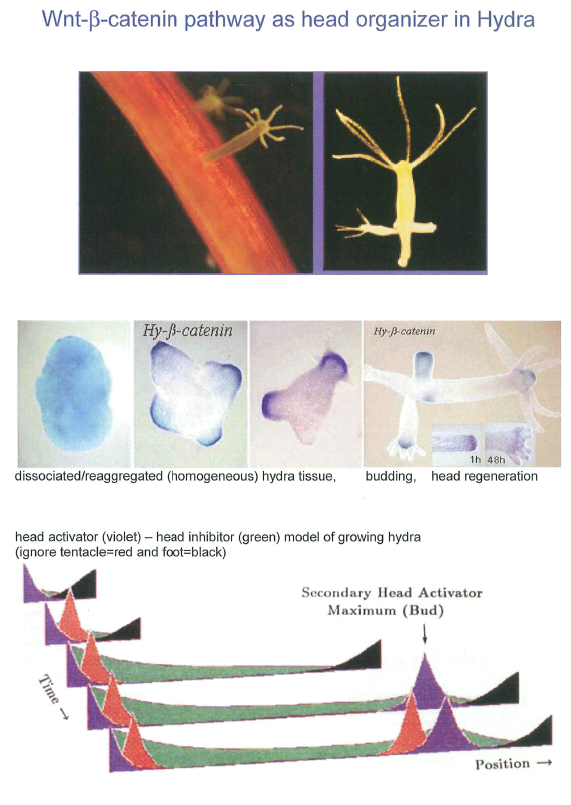 Wnt-β-catenin pathway as head organizer in Hydra
Hy-β-catenin
Hy-β-catenin
1h 48h
dissociated/reaggregated (homogeneous) hydra tissue, budding, head regeneration
head activator (violet) – head inhibitor (green) model of growing hydra
(ignore tentacle=red and foot=black)
Secondary Head Activator
Maximum (Bud)
Time →
Position →